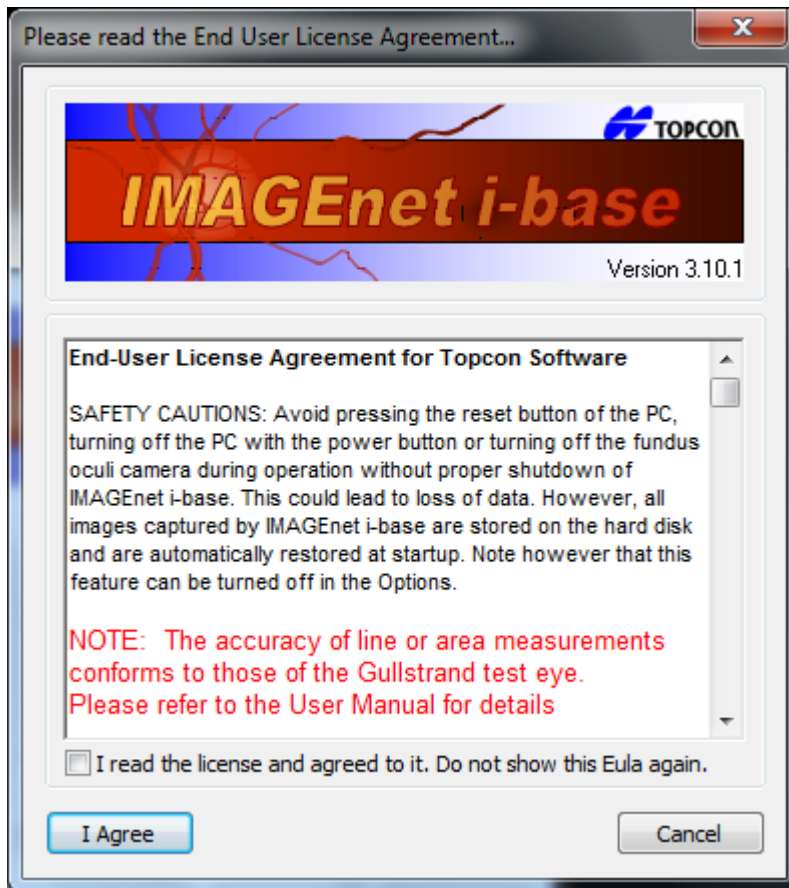 Please read the End User License Agreement...
TOPCON
IMAGEnet i-base
Version 3.10.1
End-User License Agreement for Topcon Software
SAFETY CAUTIONS: Avoid pressing the reset button of the PC,
turning off the PC with the power button or turning off the fundus
oculi camera during operation without proper shutdown of
IMAGEnet i-base. This could lead to loss of data. However, all
images captured by IMAGEnet i-base are stored on the hard disk
and are automatically restored at startup. Note however that this
feature can be turned off in the Options.
NOTE: The accuracy of line or area measurements
conforms to those of the Gullstrand test eye.
Please refer to the User Manual for details
I read the license and agreed to it. Do not show this Eula again.
I Agree
Cancel